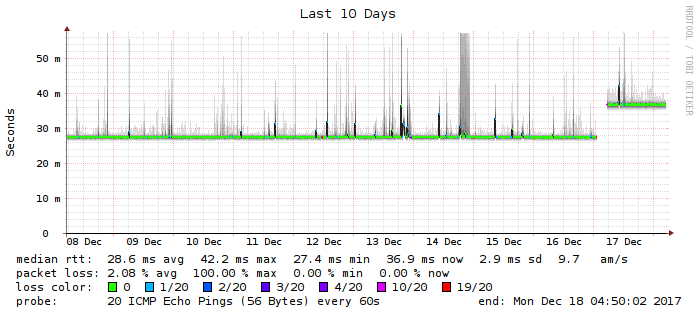 Last 10 Days
RRDTOOL / TOBI OETIKER
Seconds
50 m
40 m
30 m
20 m
10 m
0
08 Dec 09 Dec 10 Dec 11 Dec 12 Dec 13 Dec 14 Dec 15 Dec 16 Dec 17 Dec
median rtt: 28.6 ms avg 42.2 ms max 27.4 ms min 36.9 ms now 2.9 ms sd 9.7 am/s
packet loss: 2.08 % avg 100.00 % max 0.00 % min 0.00 % now
loss color: 0 1/20 2/20 3/20 4/20 10/20 19/20
probe: 20 ICMP Echo Pings (56 Bytes) every 60s end: Mon Dec 18 04:50:02 2017